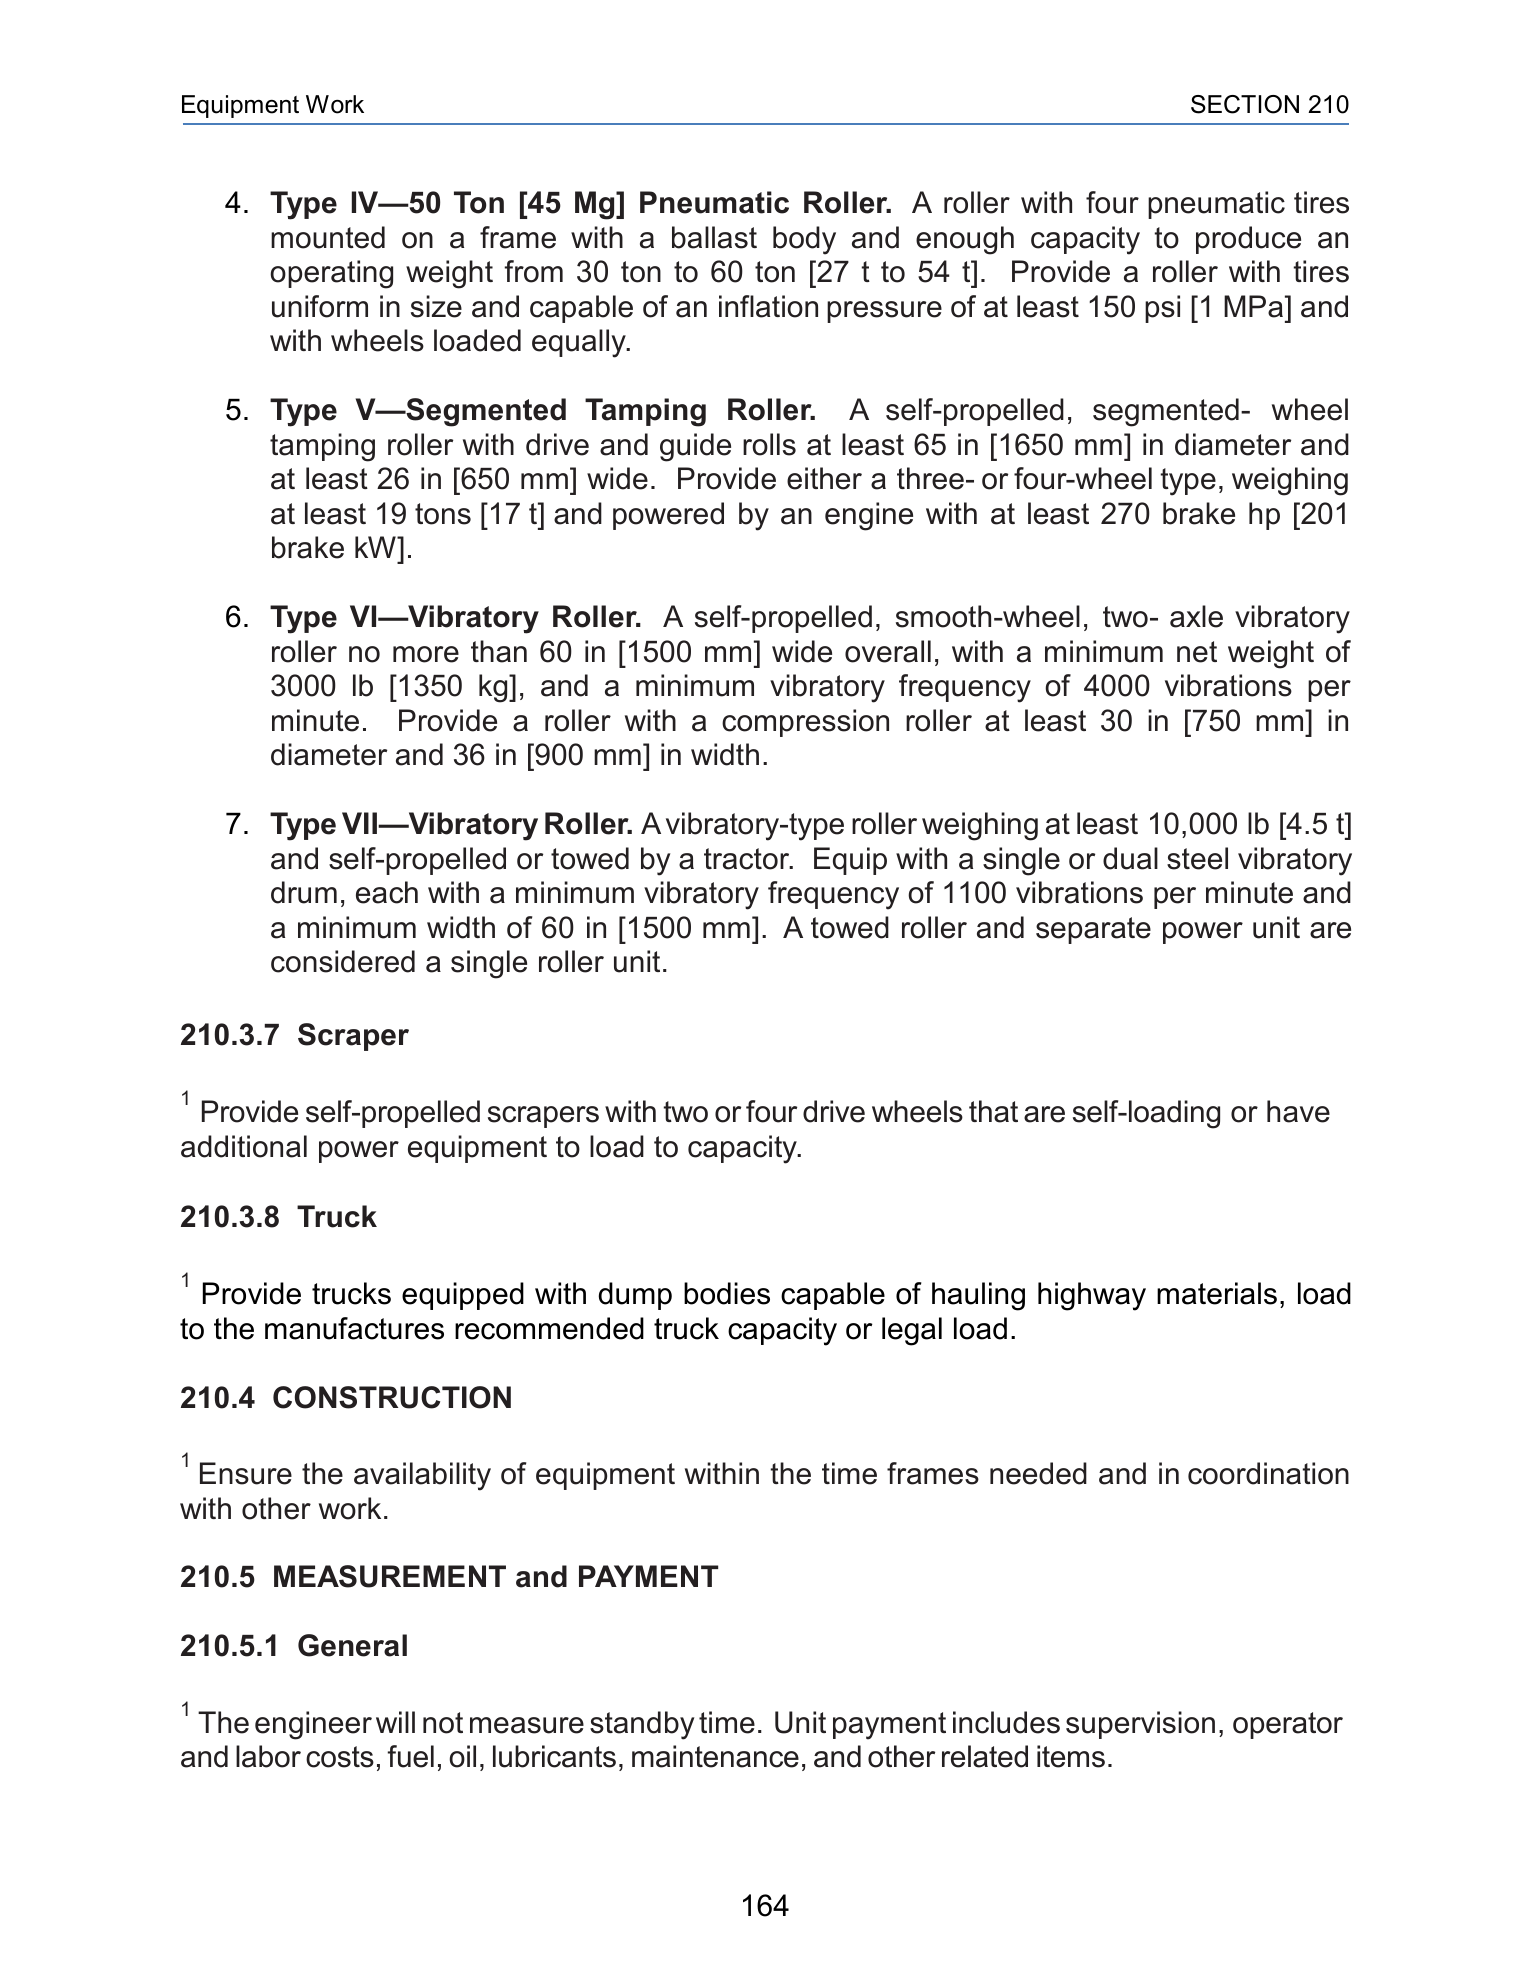 Equipment Work SECTION 210
4. Type IV—50 Ton [45 Mg] Pneumatic Roller. A roller with four pneumatic tires
mounted on a frame with a ballast body and enough capacity to produce an
operating weight from 30 ton to 60 ton [27 t to 54 t]. Provide a roller with tires
uniform in size and capable of an inflation pressure of at least 150 psi [1 MPa] and
with wheels loaded equally.
5. Type V—Segmented Tamping Roller. A self-propelled, segmented- wheel
tamping roller with drive and guide rolls at least 65 in [1650 mm] in diameter and
at least 26 in [650 mm] wide. Provide either a three- or four-wheel type, weighing
at least 19 tons [17 t] and powered by an engine with at least 270 brake hp [201
brake kW].
6. Type VI—Vibratory Roller. A self-propelled, smooth-wheel, two- axle vibratory
roller no more than 60 in [1500 mm] wide overall, with a minimum net weight of
3000 lb [1350 kg], and a minimum vibratory frequency of 4000 vibrations per
minute. Provide a roller with a compression roller at least 30 in [750 mm] in
diameter and 36 in [900 mm] in width.
7. Type VII—Vibratory Roller. A vibratory-type roller weighing at least 10,000 lb [4.5 t]
and self-propelled or towed by a tractor. Equip with a single or dual steel vibratory
drum, each with a minimum vibratory frequency of 1100 vibrations per minute and
a minimum width of 60 in [1500 mm]. A towed roller and separate power unit are
considered a single roller unit.
210.3.7 Scraper
1 Provide self-propelled scrapers with two or four drive wheels that are self-loading or have
additional power equipment to load to capacity.
210.3.8 Truck
1 Provide trucks equipped with dump bodies capable of hauling highway materials, load
to the manufactures recommended truck capacity or legal load.
210.4 CONSTRUCTION
1 Ensure the availability of equipment within the time frames needed and in coordination
with other work.
210.5 MEASUREMENT and PAYMENT
210.5.1 General
1 The engineer will not measure standby time. Unit payment includes supervision, operator
and labor costs, fuel, oil, lubricants, maintenance, and other related items.
164